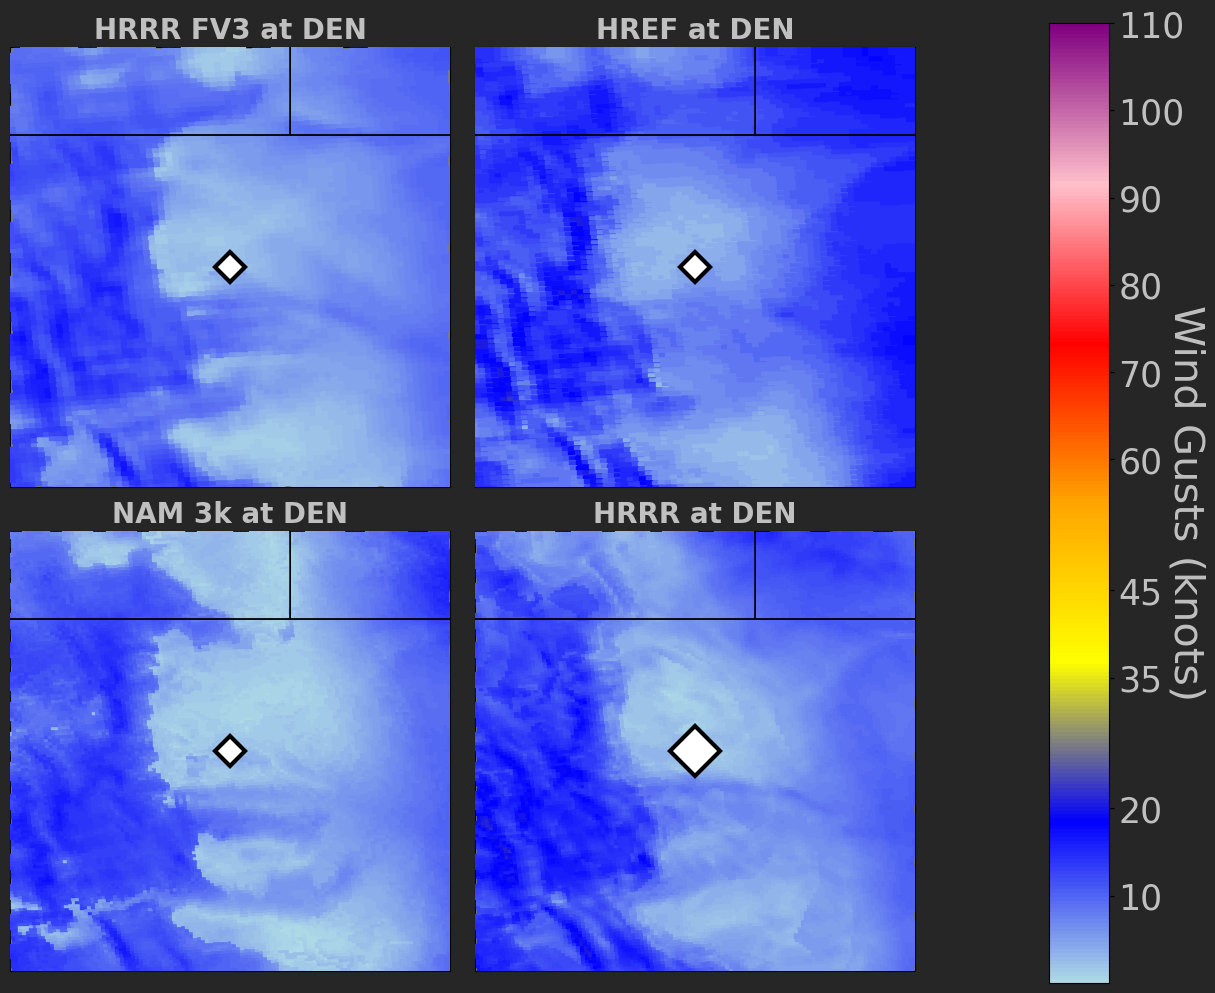 HRRR FV3 at DEN
HREF at DEN
NAM 3k at DEN
HRRR at DEN
110
100
90
80
70
60
45
35
20
10
Wind Gusts (knots)